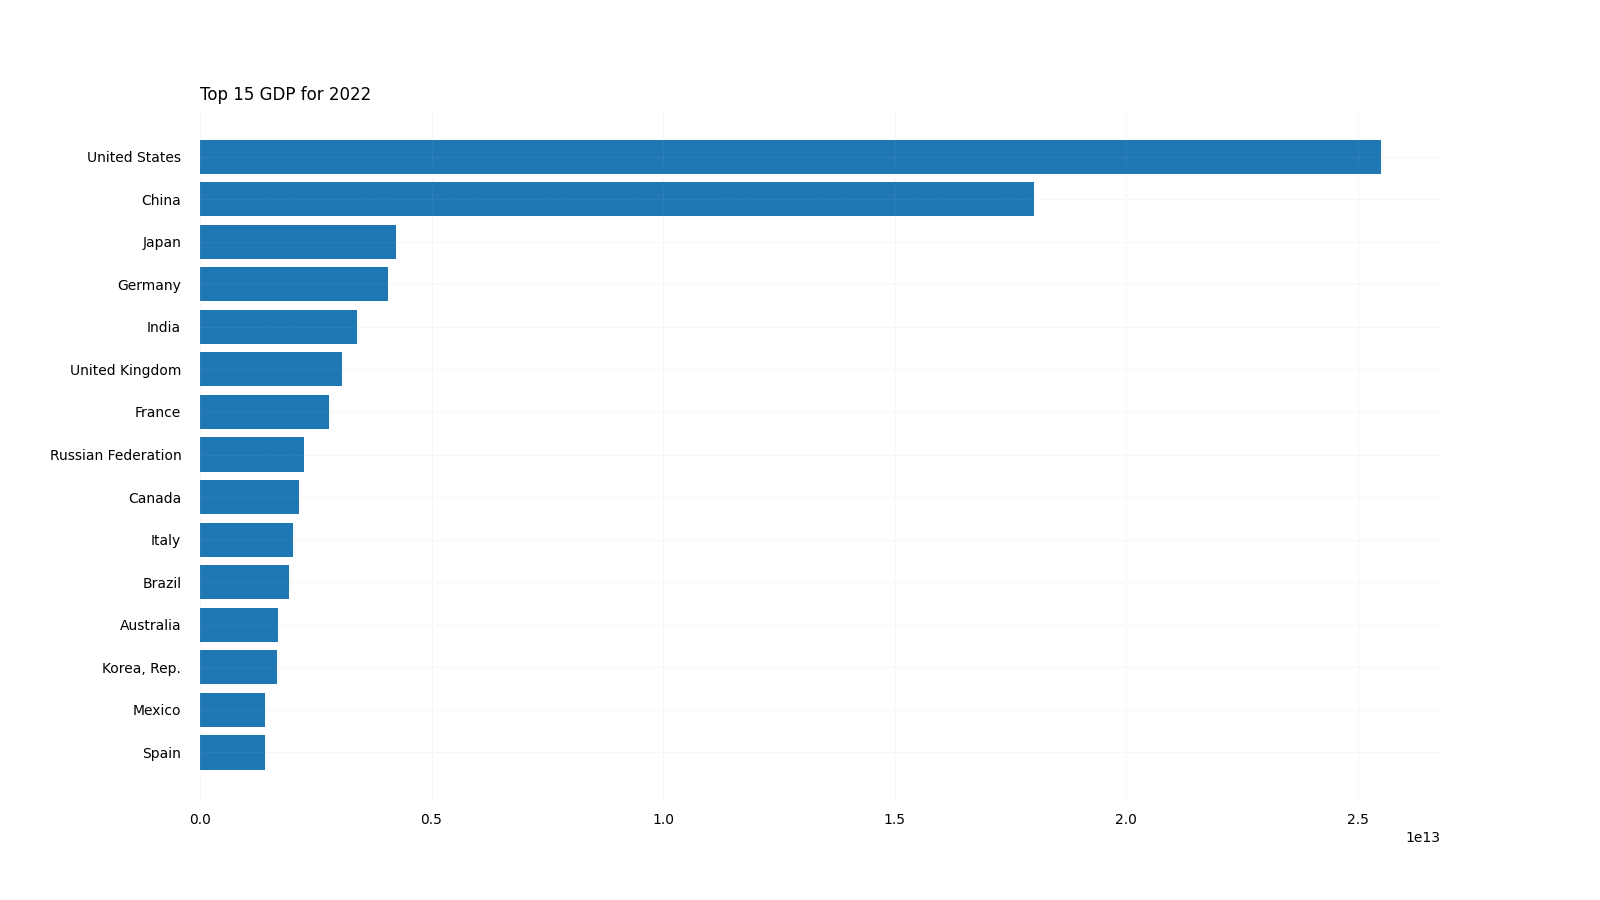 Top 15 GDP for 2022
United States
China
Japan
Germany
India
United Kingdom
France
Russian Federation
Canada
Italy
Brazil
Australia
Korea, Rep.
Mexico
Spain
0.0 0.5 1.0 1.5 2.0 2.5
1e13